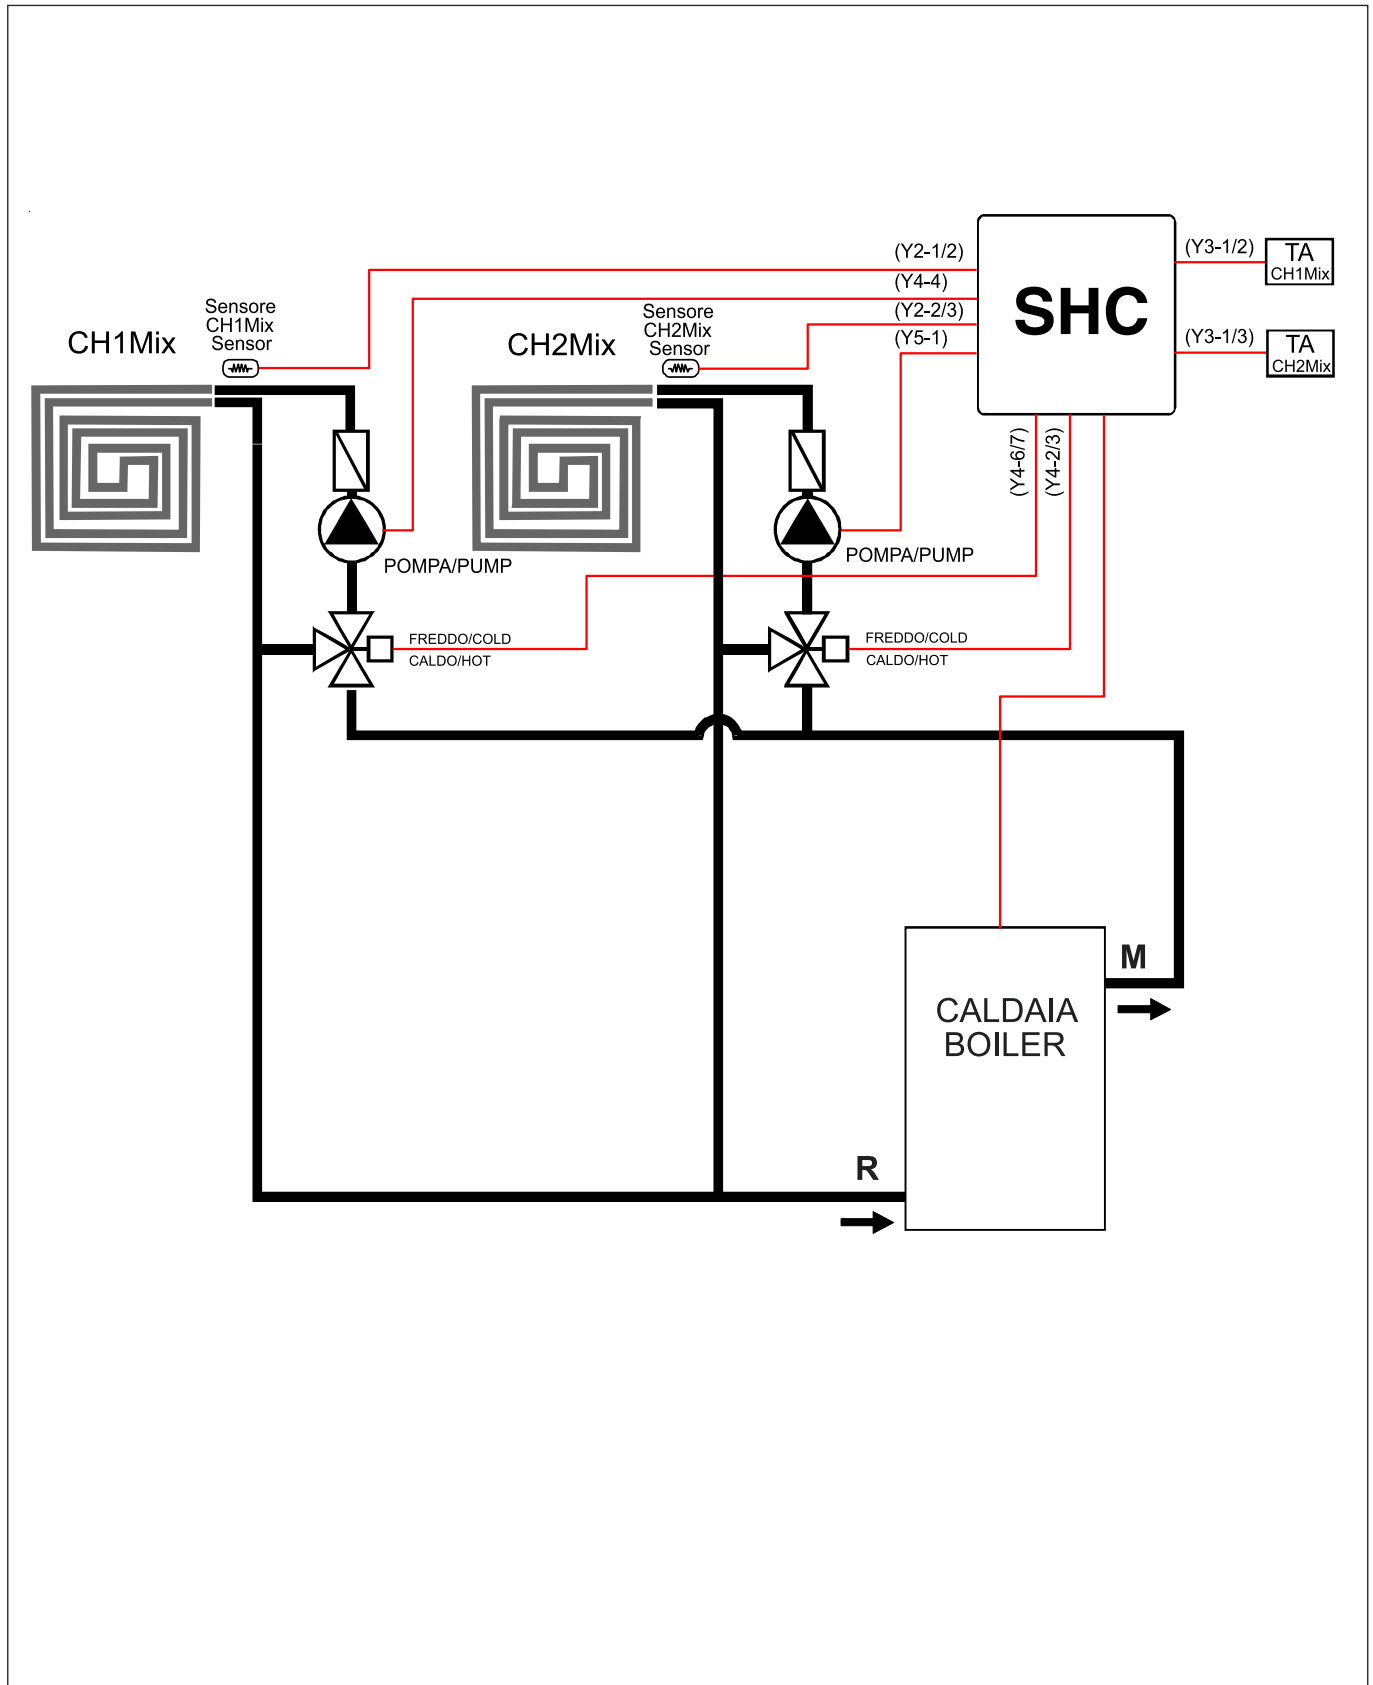 (Y2-1/2)
(Y4-4)
(Y2-2/3)
(Y5-1)
SHC
(Y3-1/2)
TA
CH1Mix
(Y3-1/3)
TA
CH2Mix
Sensore
CH1Mix
Sensor
CH1Mix
Sensore
CH2Mix
Sensor
CH2Mix
(Y4-6/7)
(Y4-2/3)
POMPA/PUMP
POMPA/PUMP
FREDDO/COLD
CALDO/HOT
FREDDO/COLD
CALDO/HOT
M
CALDAIA
BOILER
R